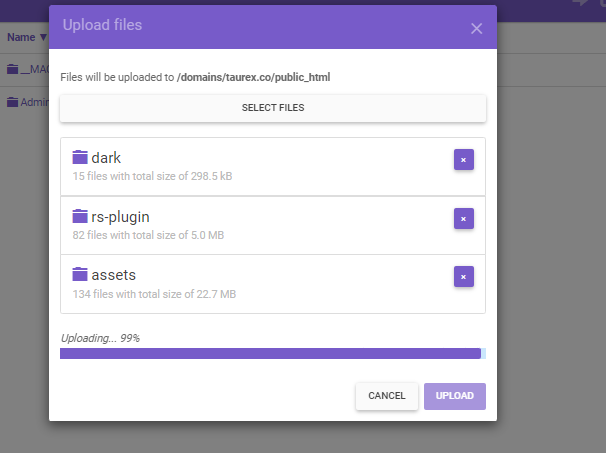 Upload files
×
Name ▼
Files will be uploaded to /domains/taurex.co/public_html
__MAC
SELECT FILES
Admin
dark
×
15 files with total size of 298.5 kB
rs-plugin
×
82 files with total size of 5.0 MB
assets
×
134 files with total size of 22.7 MB
Uploading... 99%
CANCEL
UPLOAD